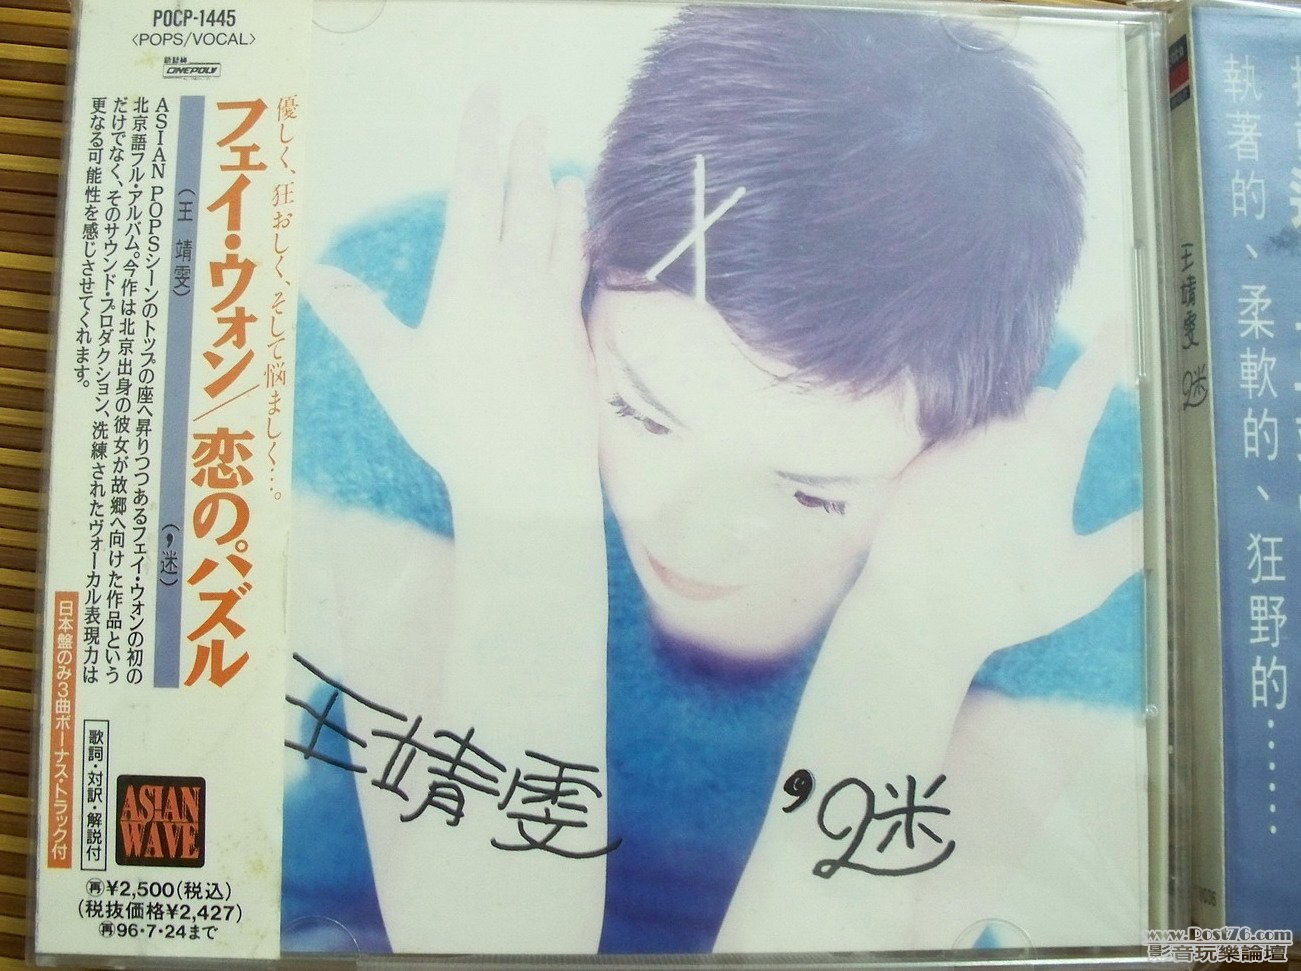 POCP-1445
〈POPS/VOCAL〉
CINEPOLY
優しく、狂おしく、そして悩ましく…。
フェイ・ウォン／恋のパズル
(王靖雯)
(，迷)
ASIAN POPSシーンのトップの座へ昇りつつあるフェイ・ウォンの初の
北京語フル・アルバム。今作は北京出身の彼女が故郷へ向けた作品という
だけでなく、そのサウンド・プロダクション、洗練されたヴォーカル表現力は
更なる可能性を感じさせてくれます。
日本盤のみ3曲ボーナス・トラック付
歌詞・対訳・解説付
ASIAN
WAVE
㊢¥2,500(税込)
(税抜価格¥2,427)
㊢96・7・24まで
王靖雯
，迷
王靖雯 迷
執著的、柔軟的、狂野的……
www.Post76.com
影音玩樂論壇